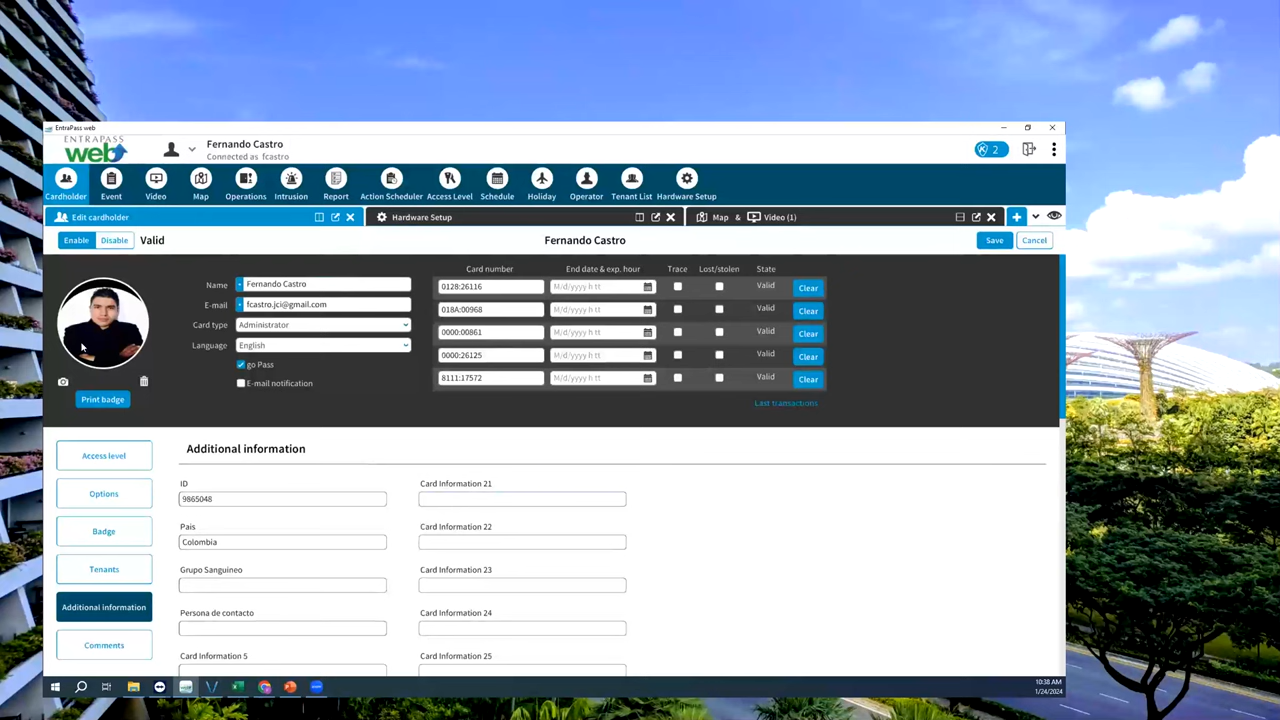 EntraPass web
ENTRAPASS
web
Fernando Castro
Connected as fcastro
2
Cardholder
Event
Video
Map
Operations
Intrusion
Report
Action Scheduler
Access Level
Schedule
Holiday
Operator
Tenant List
Hardware Setup
Edit cardholder
Hardware Setup
Map & Video (1)
Enable
Disable
Valid
Fernando Castro
Save
Cancel
Name
Fernando Castro
E-mail
fcastro.jci@gmail.com
Card type
Administrator
Language
English
go Pass
E-mail notification
Print badge
Card number End date & exp. hour Trace Lost/stolen State
0128:26116 M/d/yyyy h tt Valid Clear
018A:00968 M/d/yyyy h tt Valid Clear
0000:00861 M/d/yyyy h tt Valid Clear
0000:26125 M/d/yyyy h tt Valid Clear
8111:17572 M/d/yyyy h tt Valid Clear
Last transactions
Access level
Options
Badge
Tenants
Additional information
Comments
Additional information
ID
9865048
Pais
Colombia
Grupo Sanguineo
Persona de contacto
Card Information 5
Card Information 21
Card Information 22
Card Information 23
Card Information 24
Card Information 25
10:38 AM
1/24/2024